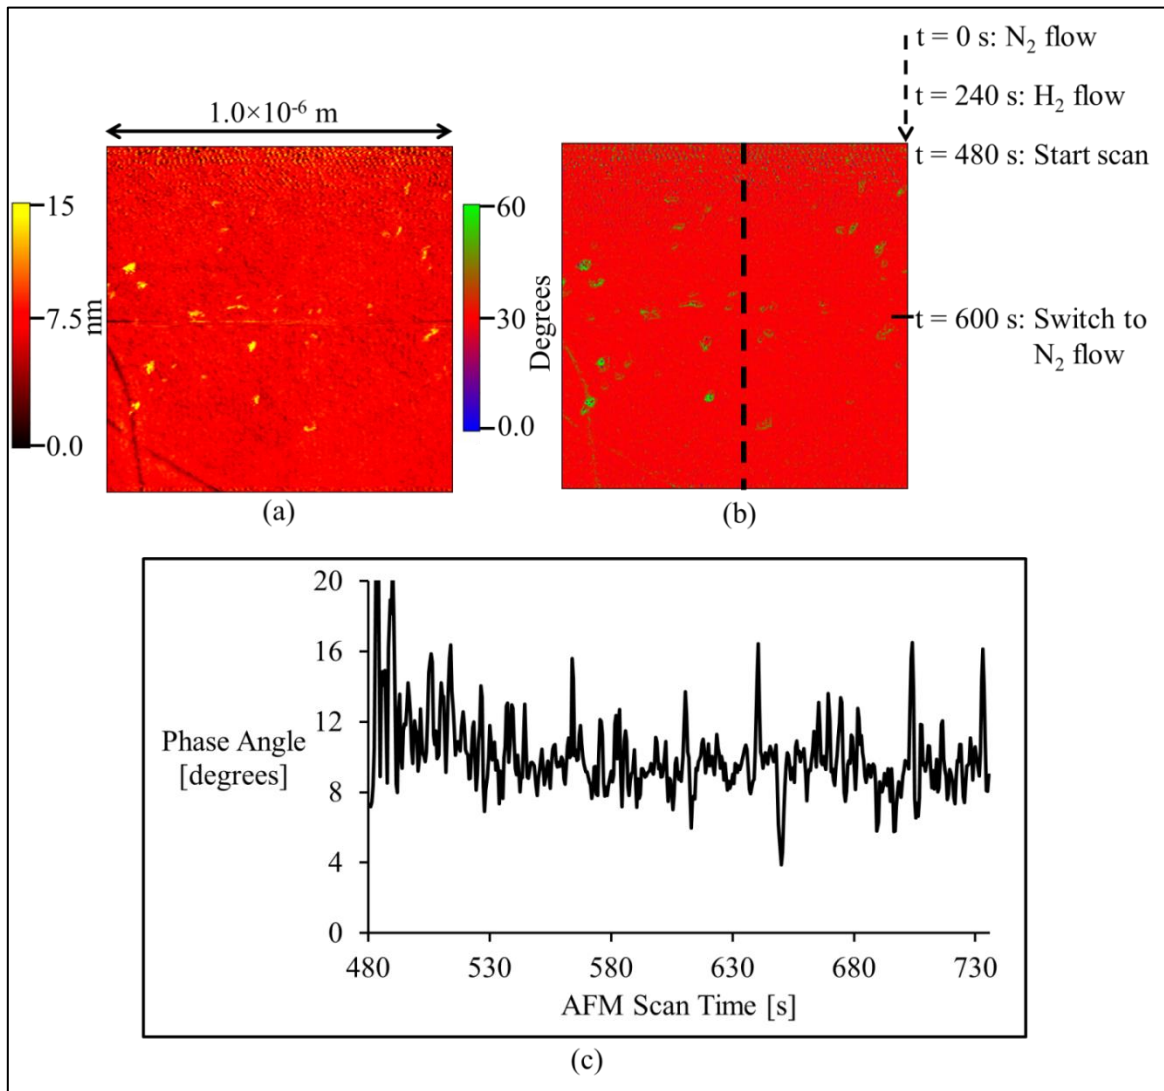 t = 0 s: N₂ flow
1.0×10⁻⁶ m
t = 240 s: H₂ flow
t = 480 s: Start scan
15
7.5
0.0
nm
60
30
0.0
Degrees
t = 600 s: Switch to
N₂ flow
(a)
(b)
20
16
12
8
4
0
Phase Angle
[degrees]
480 530 580 630 680 730
AFM Scan Time [s]
(c)